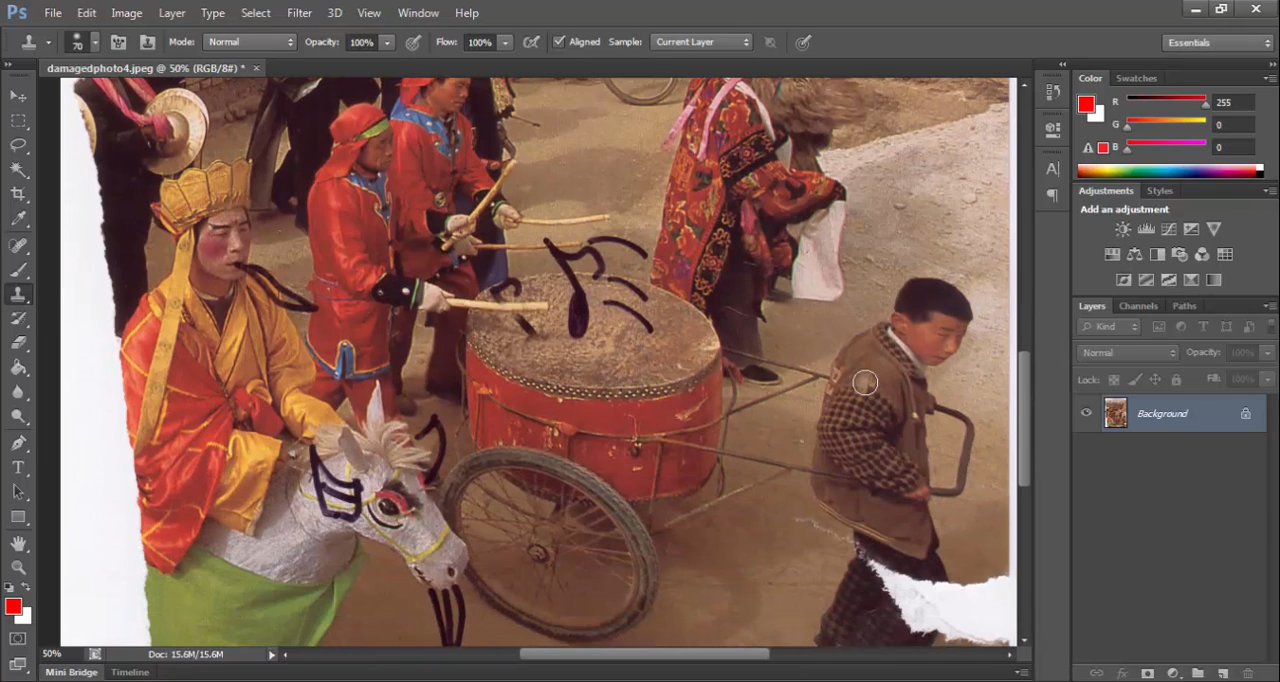 Ps File Edit Image Layer Type Select Filter 3D View Window Help
70 Mode: Normal Opacity: 100% Flow: 100% Aligned Sample: Current Layer Essentials
damagedphoto4.jpeg @ 50% (RGB/8#) * ×
Color Swatches
R 255
G 0
B 0
Adjustments Styles
Add an adjustment
Layers Channels Paths
Kind
Normal Opacity: 100%
Lock: Fill: 100%
Background
50% Doc: 15.6M/15.6M
Mini Bridge Timeline